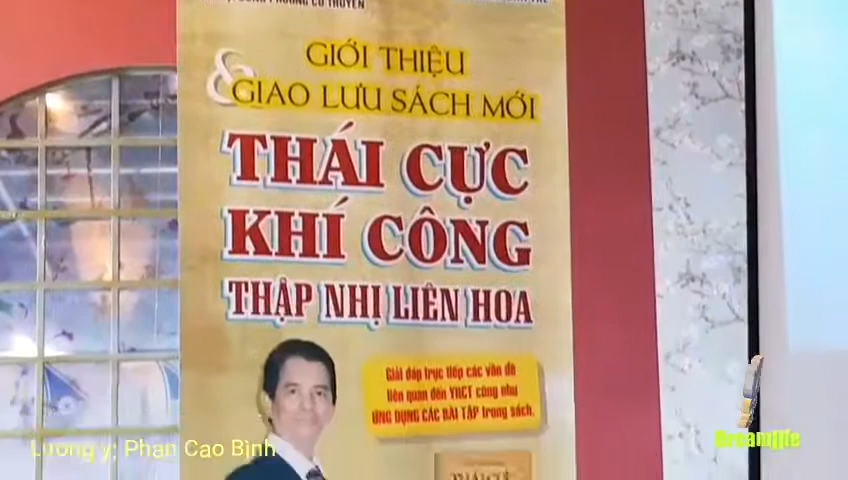 GIỚI THIỆU
& GIAO LƯU SÁCH MỚI
THÁI CỰC
KHÍ CÔNG
THẬP NHỊ LIÊN HOA
Giải đáp trực tiếp các vấn đề
liên quan đến YHCT cũng như
ỨNG DỤNG CÁC BÀI TẬP trong sách.
THÁI CỰC
Lương y: Phan Cao Bình
Dreamlife